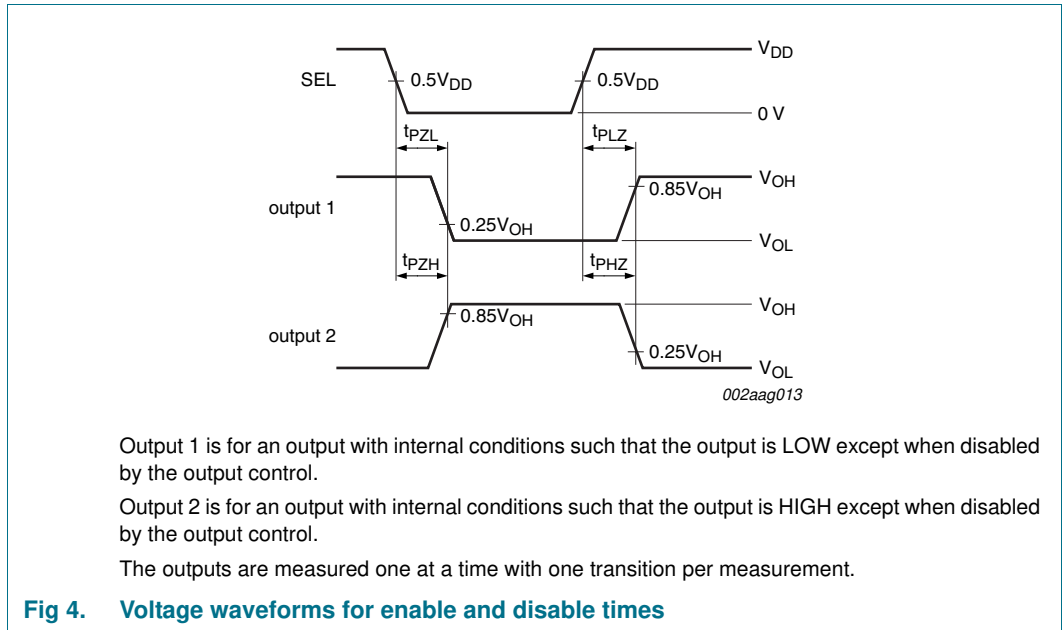 VDD
SEL 0.5VDD 0.5VDD
0 V
tPZL tPLZ
VOH
0.85VOH
output 1
0.25VOH
VOL
tPZH tPHZ
VOH
0.85VOH
output 2
0.25VOH
VOL
002aag013
Output 1 is for an output with internal conditions such that the output is LOW except when disabled
by the output control.
Output 2 is for an output with internal conditions such that the output is HIGH except when disabled
by the output control.
The outputs are measured one at a time with one transition per measurement.
Fig 4. Voltage waveforms for enable and disable times